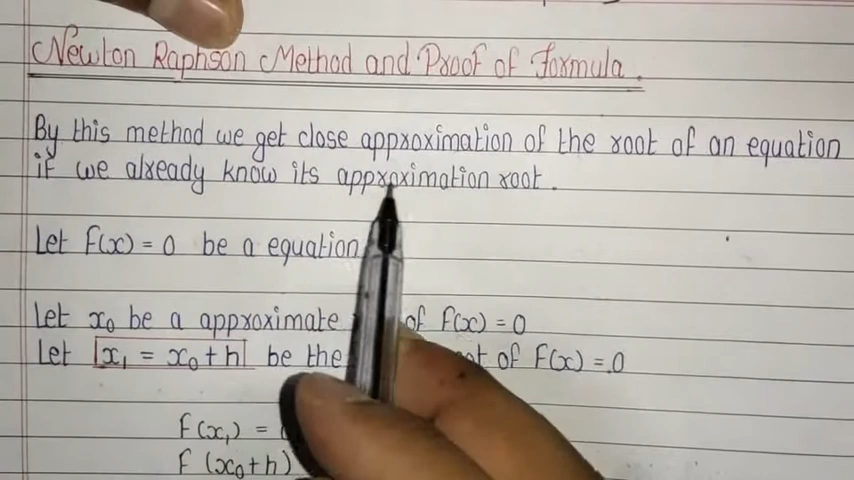 Newton Raphson Method and Proof of Formula.
By this method we get close approximation of the root of an equation
if we already know its approximation root.
Let F(x) = 0 be a equation
Let x₀ be a approximate of F(x) = 0
Let x₁ = x₀ + h be the of F(x) = 0
F(x₁) =
F (x₀+h)